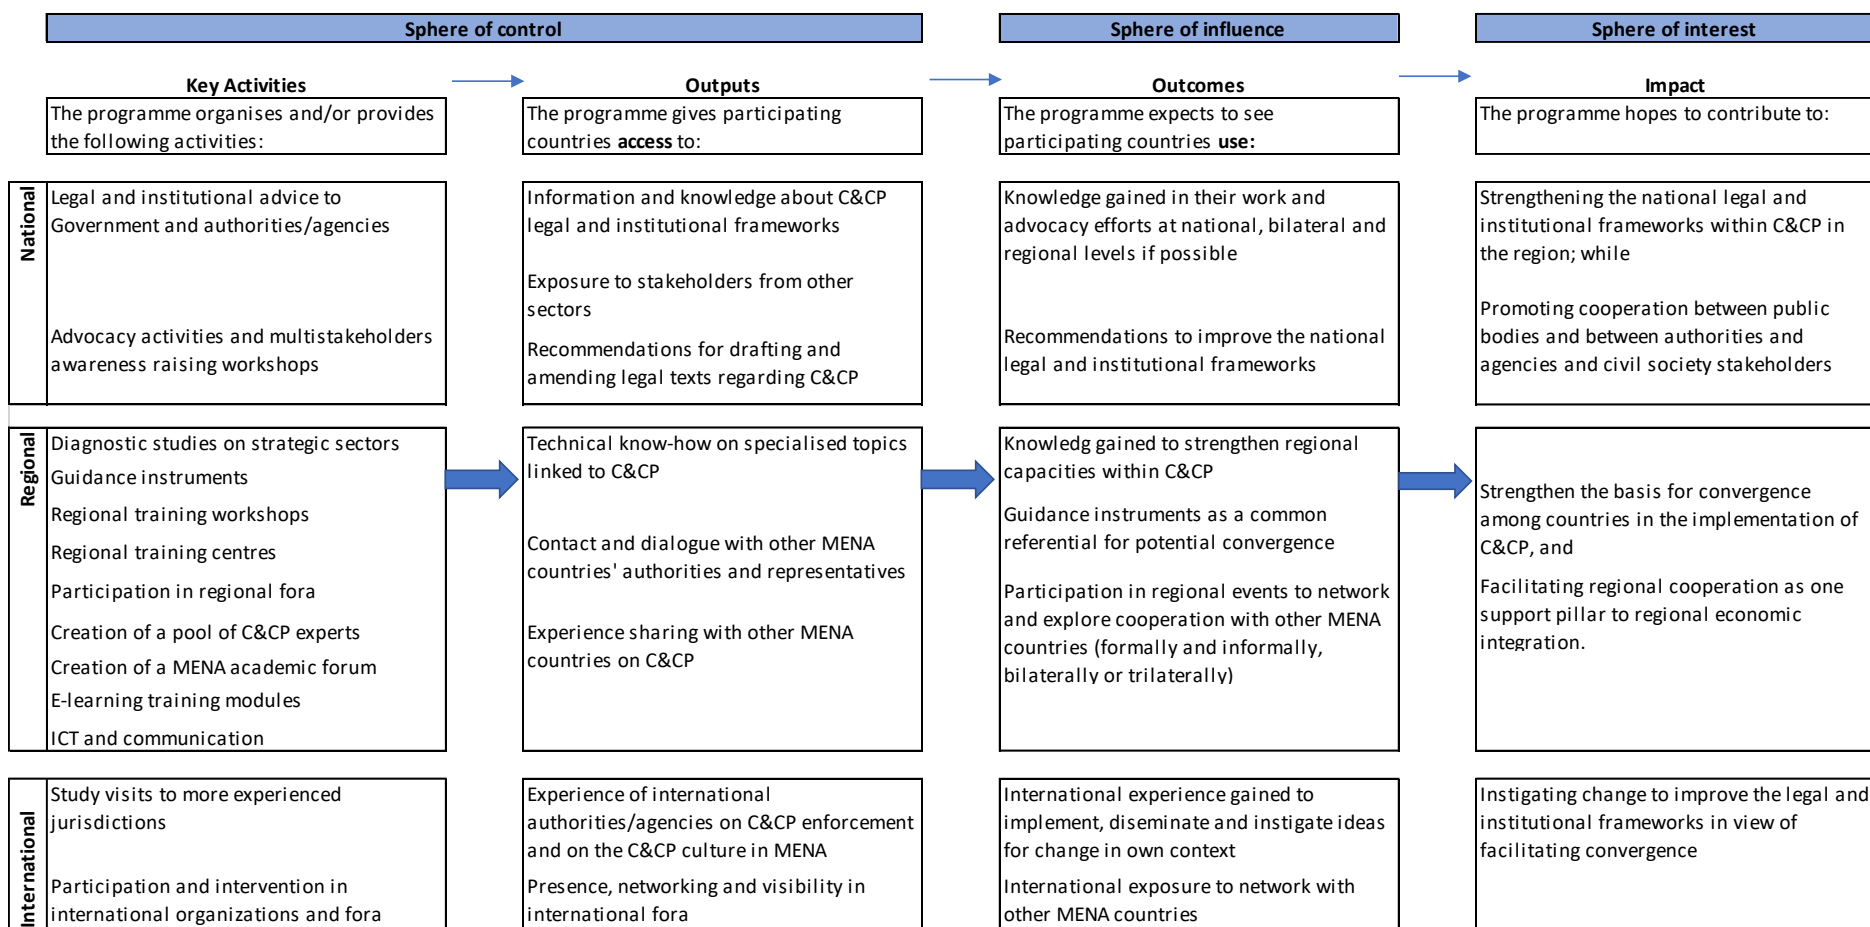 Sphere of control
Sphere of influence
Sphere of interest
Key Activities
Outputs
Outcomes
Impact
The programme organises and/or provides
the following activities:
The programme gives participating
countries access to:
The programme expects to see
participating countries use:
The programme hopes to contribute to:
National
Legal and institutional advice to
Government and authorities/agencies
Advocacy activities and multistakeholders
awareness raising workshops
Information and knowledge about C&CP
legal and institutional frameworks
Exposure to stakeholders from other
sectors
Recommendations for drafting and
amending legal texts regarding C&CP
Knowledge gained in their work and
advocacy efforts at national, bilateral and
regional levels if possible
Recommendations to improve the national
legal and institutional frameworks
Strengthening the national legal and
institutional frameworks within C&CP in
the region; while
Promoting cooperation between public
bodies and between authorities and
agencies and civil society stakeholders
Regional
Diagnostic studies on strategic sectors
Guidance instruments
Regional training workshops
Regional training centres
Participation in regional fora
Creation of a pool of C&CP experts
Creation of a MENA academic forum
E-learning training modules
ICT and communication
Technical know-how on specialised topics
linked to C&CP
Contact and dialogue with other MENA
countries' authorities and representatives
Experience sharing with other MENA
countries on C&CP
Knowledg gained to strengthen regional
capacities within C&CP
Guidance instruments as a common
referential for potential convergence
Participation in regional events to network
and explore cooperation with other MENA
countries (formally and informally,
bilaterally or trilaterally)
Strengthen the basis for convergence
among countries in the implementation of
C&CP, and
Facilitating regional cooperation as one
support pillar to regional economic
integration.
International
Study visits to more experienced
jurisdictions
Participation and intervention in
international organizations and fora
Experience of international
authorities/agencies on C&CP enforcement
and on the C&CP culture in MENA
Presence, networking and visibility in
international fora
International experience gained to
implement, diseminate and instigate ideas
for change in own context
International exposure to network with
other MENA countries
Instigating change to improve the legal and
institutional frameworks in view of
facilitating convergence